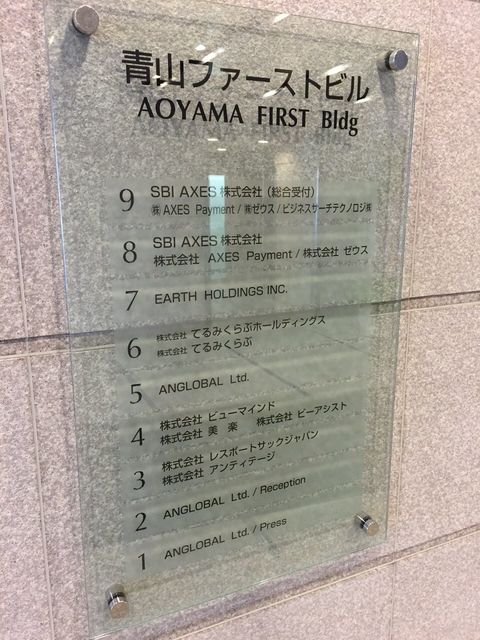 青山ファーストビル
AOYAMA FIRST Bldg
9 SBI AXES 株式会社 (総合受付)
㈱ AXES Payment / ㈱ゼウス / ビジネスサーチテクノロジ㈱
8 SBI AXES 株式会社
株式会社 AXES Payment / 株式会社 ゼウス
7 EARTH HOLDINGS INC.
6 株式会社 てるみくらぶホールディングス
株式会社 てるみくらぶ
5 ANGLOBAL Ltd.
4 株式会社 ビューマインド
株式会社 美 楽 株式会社 ビーアシスト
3 株式会社 レスポートサックジャパン
株式会社 アンティテージ
2 ANGLOBAL Ltd. / Reception
1 ANGLOBAL Ltd. / Press